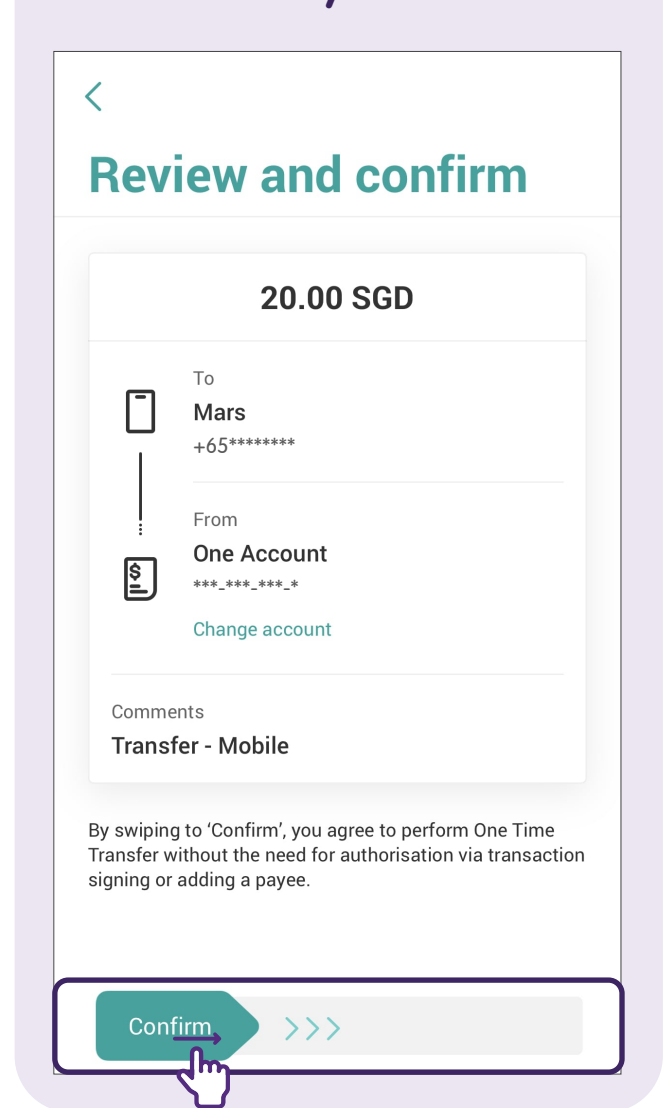 Review and confirm
20.00 SGD
To
Mars
+65********
From
One Account
***-***-***-*
Change account
Comments
Transfer - Mobile
By swiping to ‘Confirm’, you agree to perform One Time
Transfer without the need for authorisation via transaction
signing or adding a payee.
Confirm